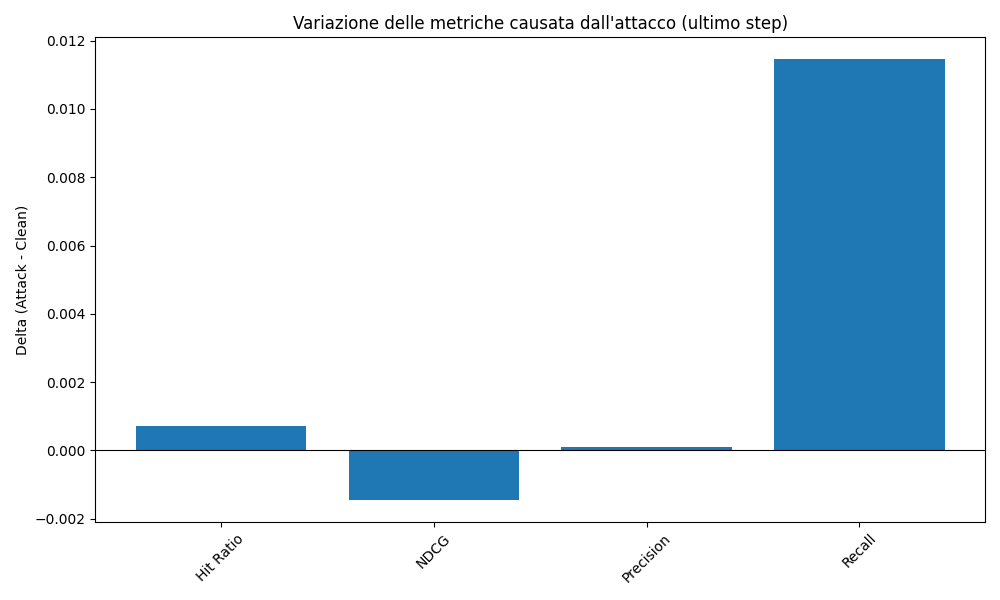 Variazione delle metriche causata dall'attacco (ultimo step)
Delta (Attack - Clean)
0.012
0.010
0.008
0.006
0.004
0.002
0.000
−0.002
Hit Ratio
NDCG
Precision
Recall